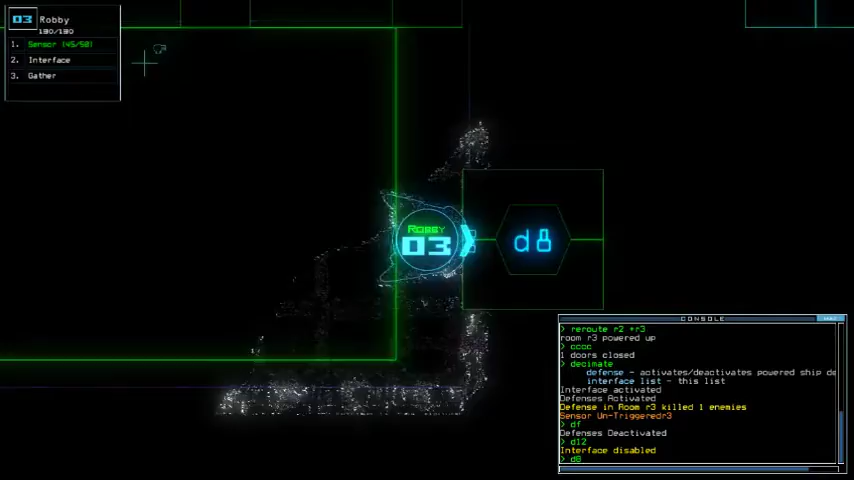 03 Robby
180/180
1. Sensor (45/50)
2. Interface
3. Gather
ROBBY
03
d8
CONSOLE
> reroute r2 +r3
room r3 powered up
> cccc
1 doors closed
> decimate
defense - activates/deactivates powered ship de
interface list - this list
Interface activated
Defenses Activated
Defense in Room r3 killed 1 enemies
Sensor Un-Triggeredr3
> df
Defenses Deactivated
> d12
Interface disabled
> d8